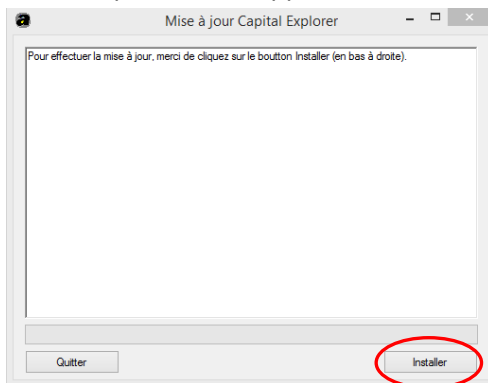 Mise à jour Capital Explorer
Pour effectuer la mise à jour, merci de cliquez sur le boutton Installer (en bas à droite).
Quitter
Installer